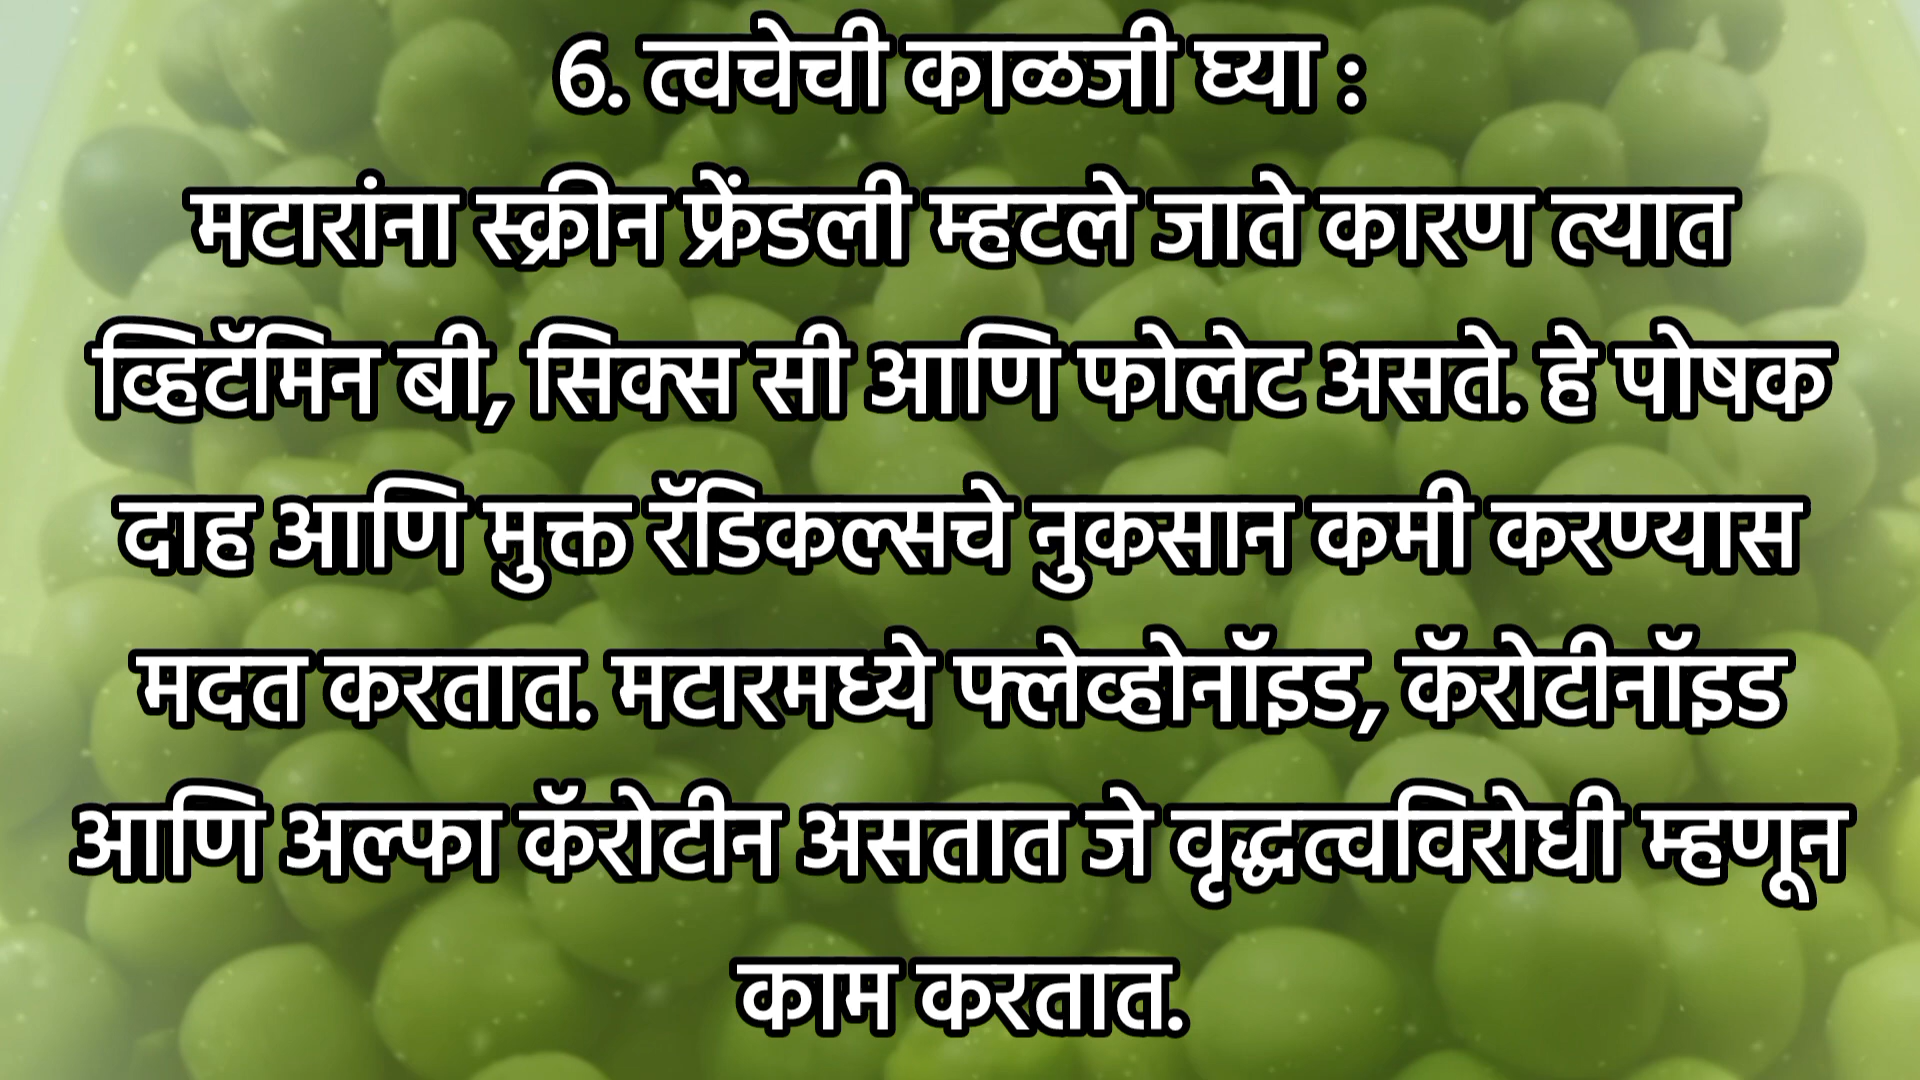 6. त्वचेची काळजी घ्या :
मटारांना स्क्रीन फ्रेंडली म्हटले जाते कारण त्यात
व्हिटॅमिन बी, सिक्स सी आणि फोलेट असते. हे पोषक
दाह आणि मुक्त रॅडिकल्सचे नुकसान कमी करण्यास
मदत करतात. मटारमध्ये फ्लेव्होनॉइड, कॅरोटीनॉइड
आणि अल्फा कॅरोटीन असतात जे वृद्धत्वविरोधी म्हणून
काम करतात.